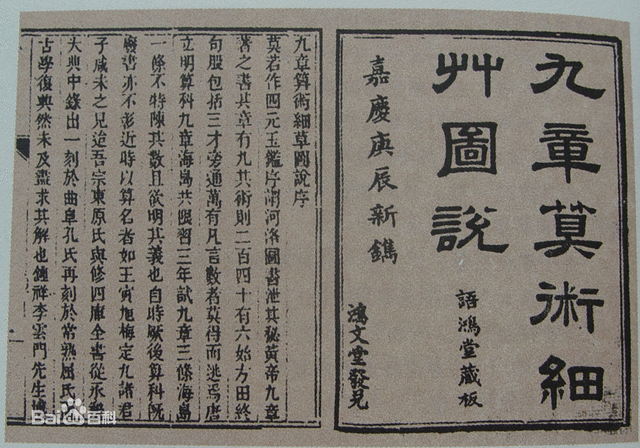 九章算術細
艸圖說
嘉慶庚辰新鐫
語鴻堂藏板
鴻文堂發兌
九章算術細草圖說序
莫若作四元玉鑑序謂河洛圖書泄其秘黃帝九章
著之書其章有九其術則二百四十有六始方田終
句股包括三才旁通萬有凡言數者莫得而逃焉唐
立明算科九章海島共限習三年試九章三條海島
一條不特陳其數且欲明其義也自時厥後算科既
廢書亦不彰近時以算名者如王寅旭梅定九諸君
子咸未之見迨吾宗東原氏與修四庫全書從永
大典中錄出一刻於曲阜孔氏再刻於常熟屈氏
古學復興然未及盡求其解也鍾祥李雲門先生
Baidu百科